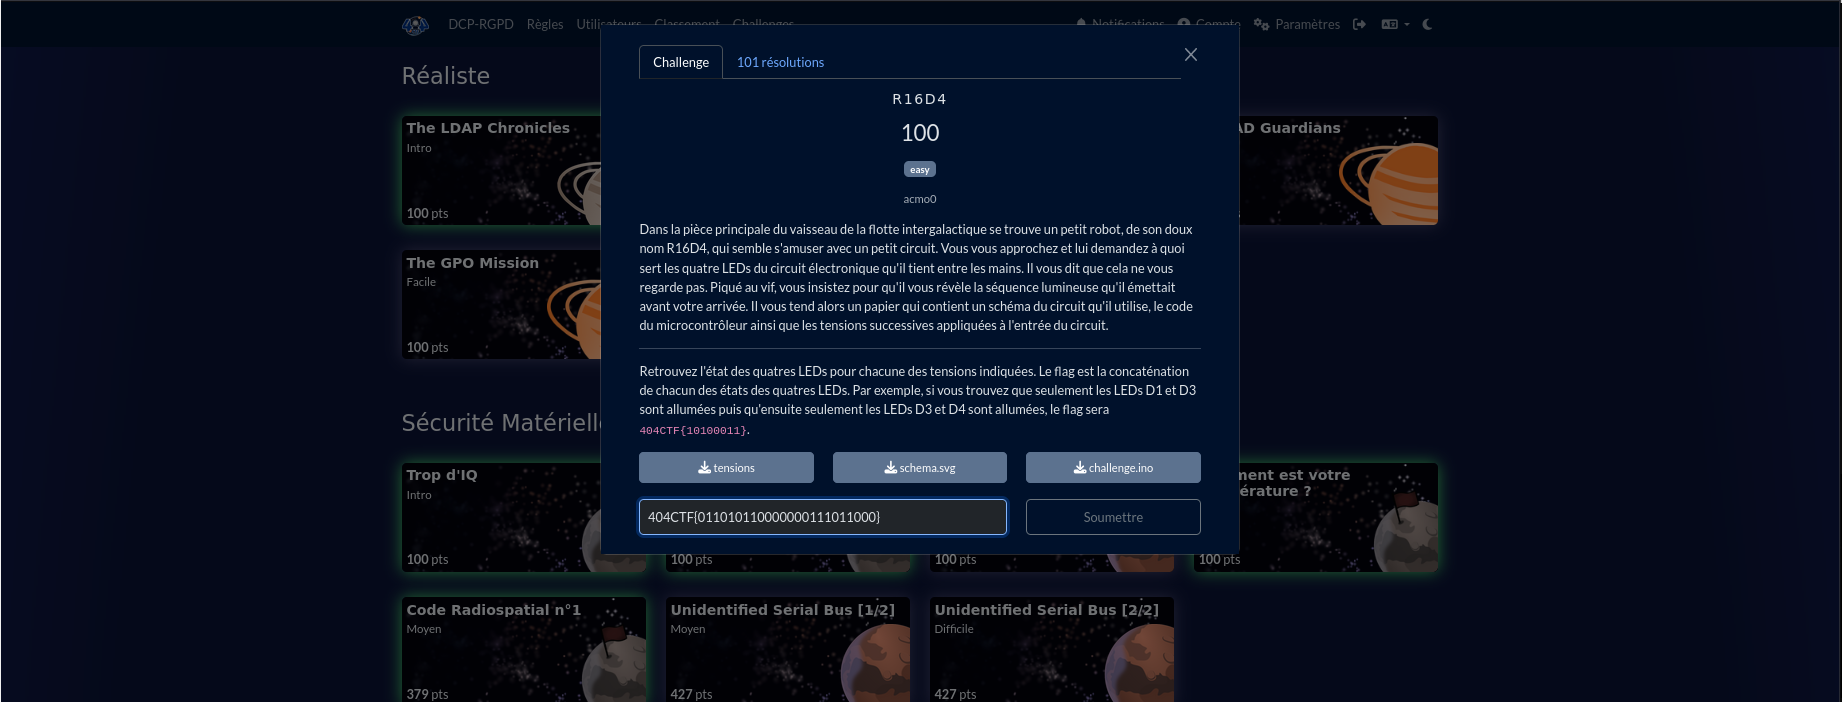 DCP-RGPD Règles Utilisateurs Classement Challenges Notifications Compte Paramètres
Réaliste
The LDAP Chronicles
Intro
100 pts
AD Guardians
The GPO Mission
Facile
100 pts
Challenge
101 résolutions
R16D4
100
easy
acmo0
Dans la pièce principale du vaisseau de la flotte intergalactique se trouve un petit robot, de son doux
nom R16D4, qui semble s'amuser avec un petit circuit. Vous vous approchez et lui demandez à quoi
sert les quatre LEDs du circuit électronique qu'il tient entre les mains. Il vous dit que cela ne vous
regarde pas. Piqué au vif, vous insistez pour qu'il vous révèle la séquence lumineuse qu'il émettait
avant votre arrivée. Il vous tend alors un papier qui contient un schéma du circuit qu'il utilise, le code
du microcontrôleur ainsi que les tensions successives appliquées à l'entrée du circuit.
Retrouvez l'état des quatres LEDs pour chacune des tensions indiquées. Le flag est la concaténation
de chacun des états des quatres LEDs. Par exemple, si vous trouvez que seulement les LEDs D1 et D3
sont allumées puis qu'ensuite seulement les LEDs D3 et D4 sont allumées, le flag sera
404CTF{10100011}.
tensions
schema.svg
challenge.ino
404CTF{011010110000000111011000}
Soumettre
Sécurité Matérielle
Trop d'IQ
Intro
100 pts
100 pts
100 pts
ment est votre
érature ?
100 pts
Code Radiospatial n°1
Moyen
379 pts
Unidentified Serial Bus [1/2]
Moyen
427 pts
Unidentified Serial Bus [2/2]
Difficile
427 pts